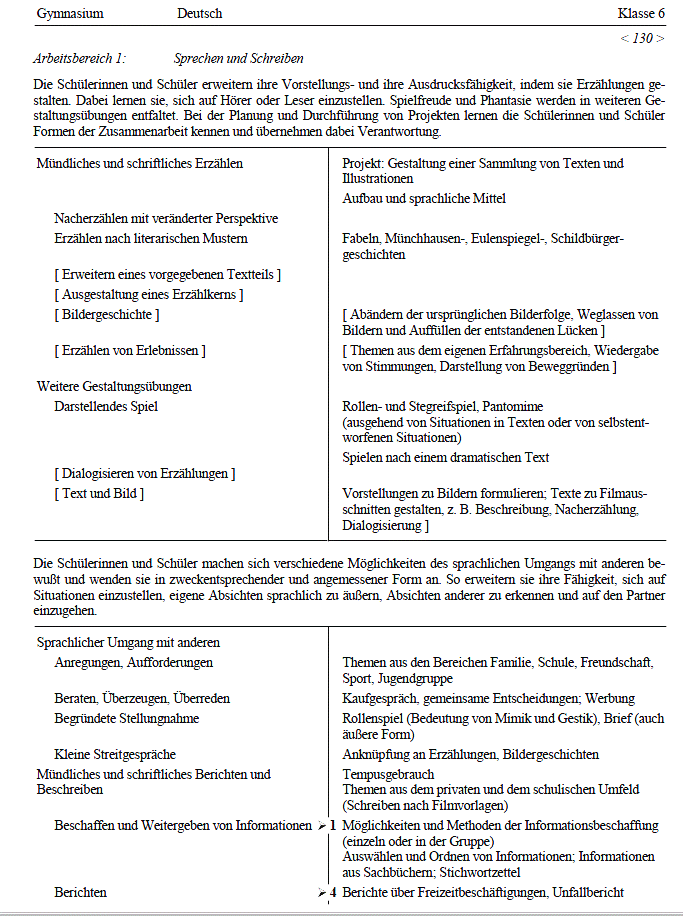 Gymnasium Deutsch Klasse 6
< 130 >
Arbeitsbereich 1: Sprechen und Schreiben
Die Schülerinnen und Schüler erweitern ihre Vorstellungs- und ihre Ausdrucksfähigkeit, indem sie Erzählungen ge-
stalten. Dabei lernen sie, sich auf Hörer oder Leser einzustellen. Spielfreude und Phantasie werden in weiteren Ge-
staltungsübungen entfaltet. Bei der Planung und Durchführung von Projekten lernen die Schülerinnen und Schüler
Formen der Zusammenarbeit kennen und übernehmen dabei Verantwortung.
Mündliches und schriftliches Erzählen Projekt: Gestaltung einer Sammlung von Texten und
Illustrationen
Aufbau und sprachliche Mittel
Nacherzählen mit veränderter Perspektive
Erzählen nach literarischen Mustern Fabeln, Münchhausen-, Eulenspiegel-, Schildbürger-
geschichten
[ Erweitern eines vorgegebenen Textteils ]
[ Ausgestaltung eines Erzählkerns ]
[ Bildergeschichte ] [ Abändern der ursprünglichen Bilderfolge, Weglassen von
Bildern und Auffüllen der entstandenen Lücken ]
[ Erzählen von Erlebnissen ] [ Themen aus dem eigenen Erfahrungsbereich, Wiedergabe
von Stimmungen, Darstellung von Beweggründen ]
Weitere Gestaltungsübungen
Darstellendes Spiel Rollen- und Stegreifspiel, Pantomime
(ausgehend von Situationen in Texten oder von selbstent-
worfenen Situationen)
Spielen nach einem dramatischen Text
[ Dialogisieren von Erzählungen ]
[ Text und Bild ] Vorstellungen zu Bildern formulieren; Texte zu Filmaus-
schnitten gestalten, z. B. Beschreibung, Nacherzählung,
Dialogisierung ]
Die Schülerinnen und Schüler machen sich verschiedene Möglichkeiten des sprachlichen Umgangs mit anderen be-
wußt und wenden sie in zweckentsprechender und angemessener Form an. So erweitern sie ihre Fähigkeit, sich auf
Situationen einzustellen, eigene Absichten sprachlich zu äußern, Absichten anderer zu erkennen und auf den Partner
einzugehen.
Sprachlicher Umgang mit anderen
Anregungen, Aufforderungen Themen aus den Bereichen Familie, Schule, Freundschaft,
Sport, Jugendgruppe
Beraten, Überzeugen, Überreden Kaufgespräch, gemeinsame Entscheidungen; Werbung
Begründete Stellungnahme Rollenspiel (Bedeutung von Mimik und Gestik), Brief (auch
äußere Form)
Kleine Streitgespräche Anknüpfung an Erzählungen, Bildergeschichten
Mündliches und schriftliches Berichten und Tempusgebrauch
Beschreiben Themen aus dem privaten und dem schulischen Umfeld
(Schreiben nach Filmvorlagen)
Beschaffen und Weitergeben von Informationen ➢ 1 Möglichkeiten und Methoden der Informationsbeschaffung
(einzeln oder in der Gruppe)
Auswählen und Ordnen von Informationen; Informationen
aus Sachbüchern; Stichwortzettel
Berichten ➢ 4 Berichte über Freizeitbeschäftigungen, Unfallbericht